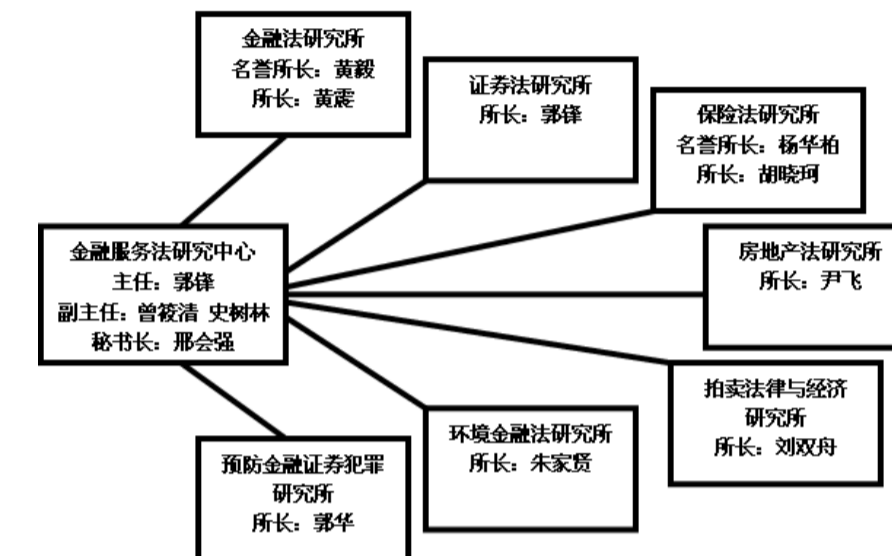 金融法研究所
名誉所长：黄毅
所长：黄震
证券法研究所
所长：郭锋
保险法研究所
名誉所长：杨华柏
所长：胡晓珂
金融服务法研究中心
主任：郭锋
副主任：曾筱清 史树林
秘书长：邢会强
房地产法研究所
所长：尹飞
拍卖法律与经济
研究所
所长：刘双舟
环境金融法研究所
所长：朱家贤
预防金融证券犯罪
研究所
所长：郭华